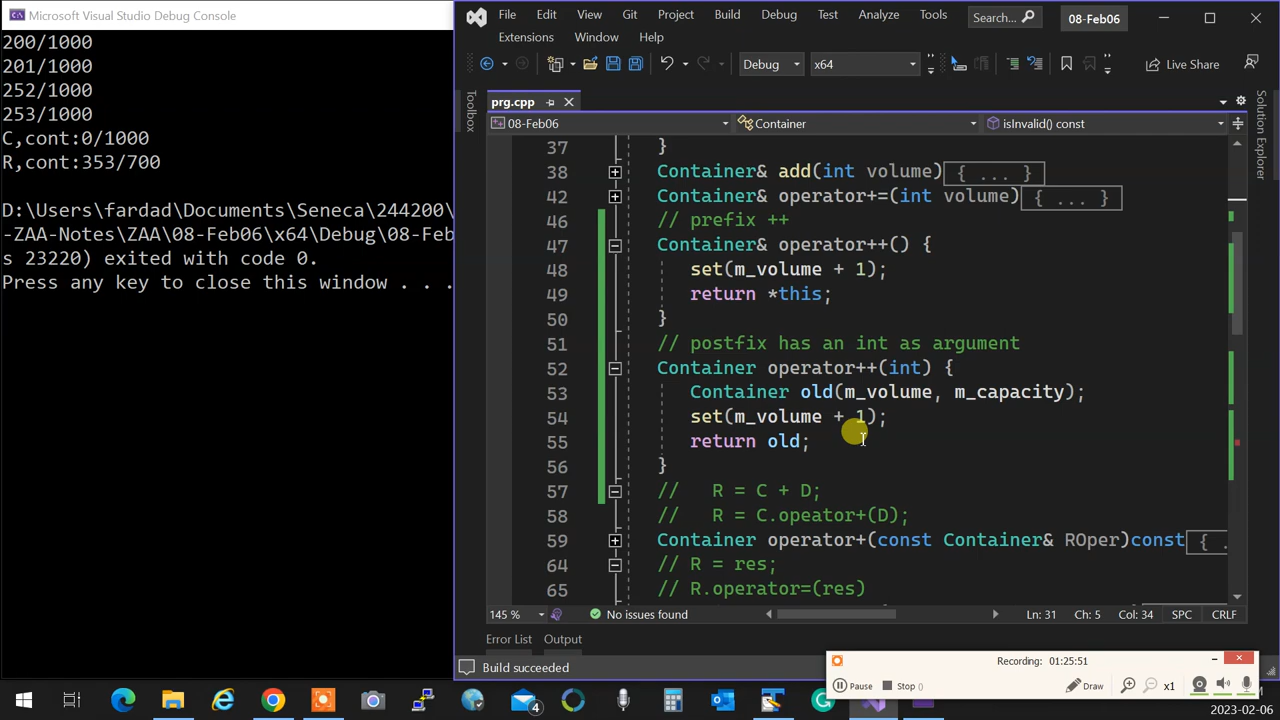 Microsoft Visual Studio Debug Console
200/1000
201/1000
252/1000
253/1000
C,cont:0/1000
R,cont:353/700
D:\Users\fardad\Documents\Seneca\244200\
-ZAA-Notes\ZAA\08-Feb06\x64\Debug\08-Feb
s 23220) exited with code 0.
Press any key to close this window . . .
File Edit View Git Project Build Debug Test Analyze Tools Search... 08-Feb06
Extensions Window Help
Debug x64 Live Share
Toolbox
prg.cpp
08-Feb06 Container isInvalid() const
37 }
38 Container& add(int volume){ ... }
42 Container& operator+=(int volume){ ... }
46 // prefix ++
47 Container& operator++() {
48 set(m_volume + 1);
49 return *this;
50 }
51 // postfix has an int as argument
52 Container operator++(int) {
53 Container old(m_volume, m_capacity);
54 set(m_volume + 1);
55 return old;
56 }
57 // R = C + D;
58 // R = C.opeator+(D);
59 Container operator+(const Container& ROper)const{ .
64 // R = res;
65 // R.operator=(res)
Solution Explorer
145 % No issues found Ln: 31 Ch: 5 Col: 34 SPC CRLF
Error List Output
Build succeeded
Recording: 01:25:51
Pause Stop () Draw x1
4
2023-02-06